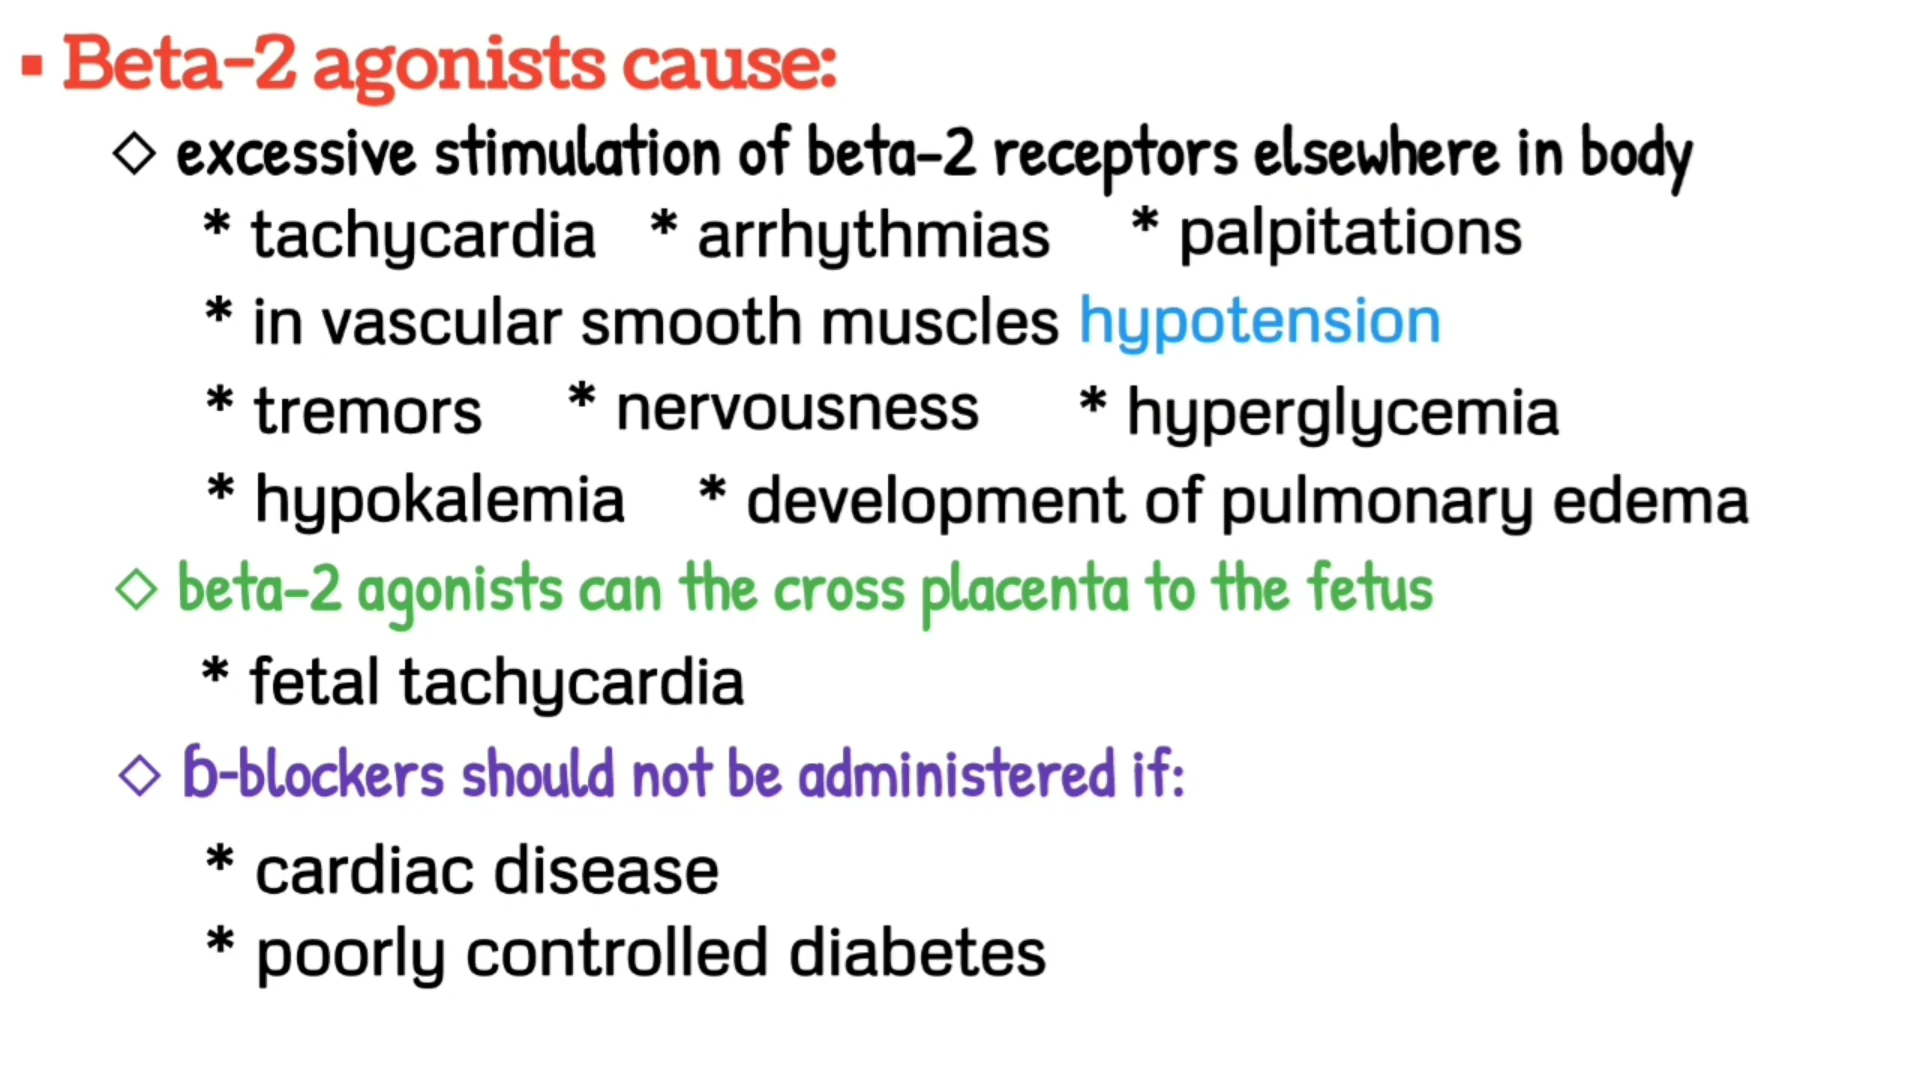 ▪ Beta-2 agonists cause:
◇ excessive stimulation of beta-2 receptors elsewhere in body
* tachycardia * arrhythmias * palpitations
* in vascular smooth muscles hypotension
* tremors * nervousness * hyperglycemia
* hypokalemia * development of pulmonary edema
◇ beta-2 agonists can the cross placenta to the fetus
* fetal tachycardia
◇ ɓ-blockers should not be administered if:
* cardiac disease
* poorly controlled diabetes